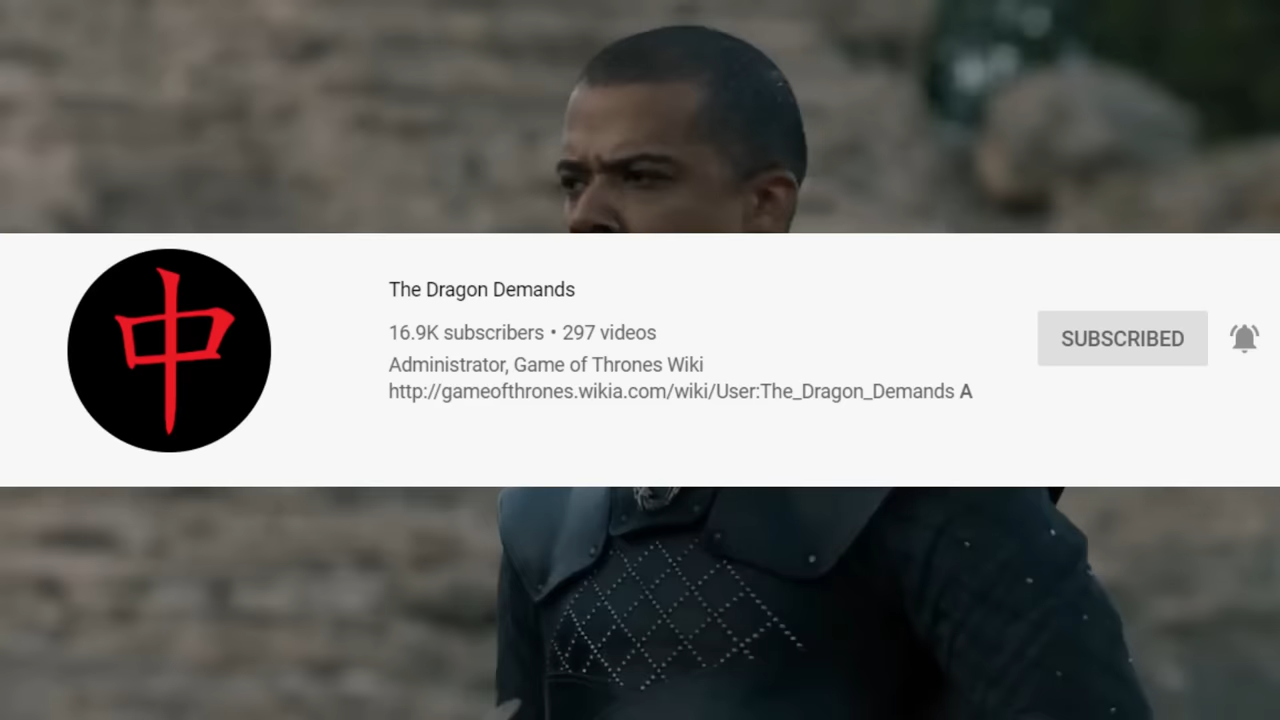 中
The Dragon Demands
16.9K subscribers • 297 videos
Administrator, Game of Thrones Wiki
http://gameofthrones.wikia.com/wiki/User:The_Dragon_Demands A
SUBSCRIBED